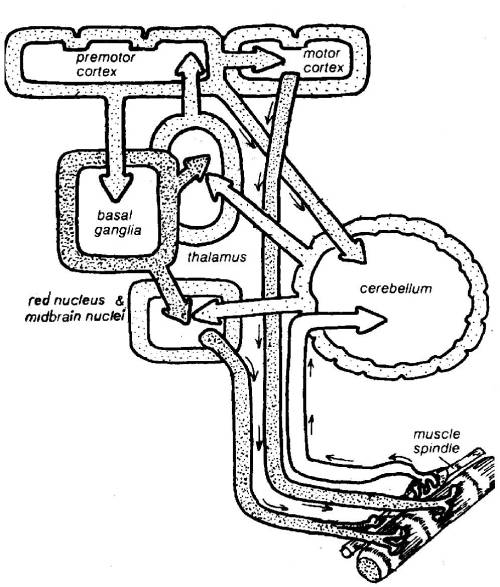 premotor
cortex
motor
cortex
basal
ganglia
thalamus
red nucleus &
midbrain nuclei
cerebellum
muscle
spindle